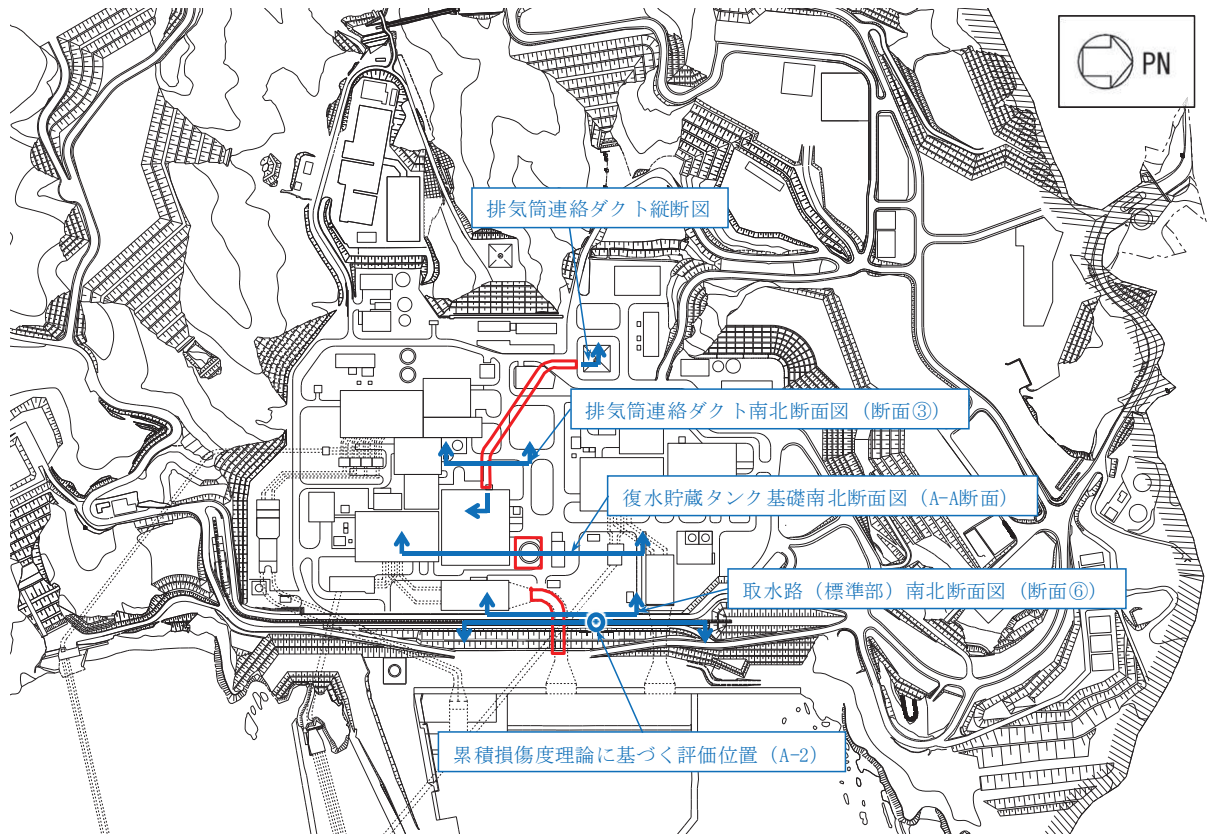 PN
排気筒連絡ダクト縦断図
排気筒連絡ダクト南北断面図（断面③）
復水貯蔵タンク基礎南北断面図（A-A断面）
取水路（標準部）南北断面図（断面⑥）
累積損傷度理論に基づく評価位置（A-2）